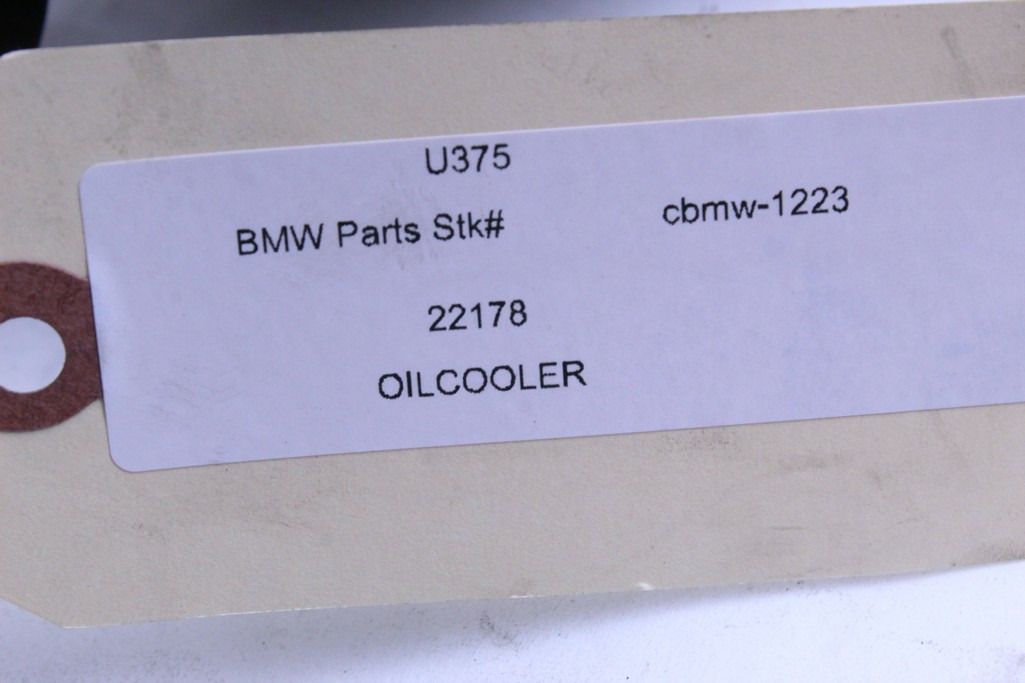 U375
BMW Parts Stk# cbmw-1223
22178
OILCOOLER